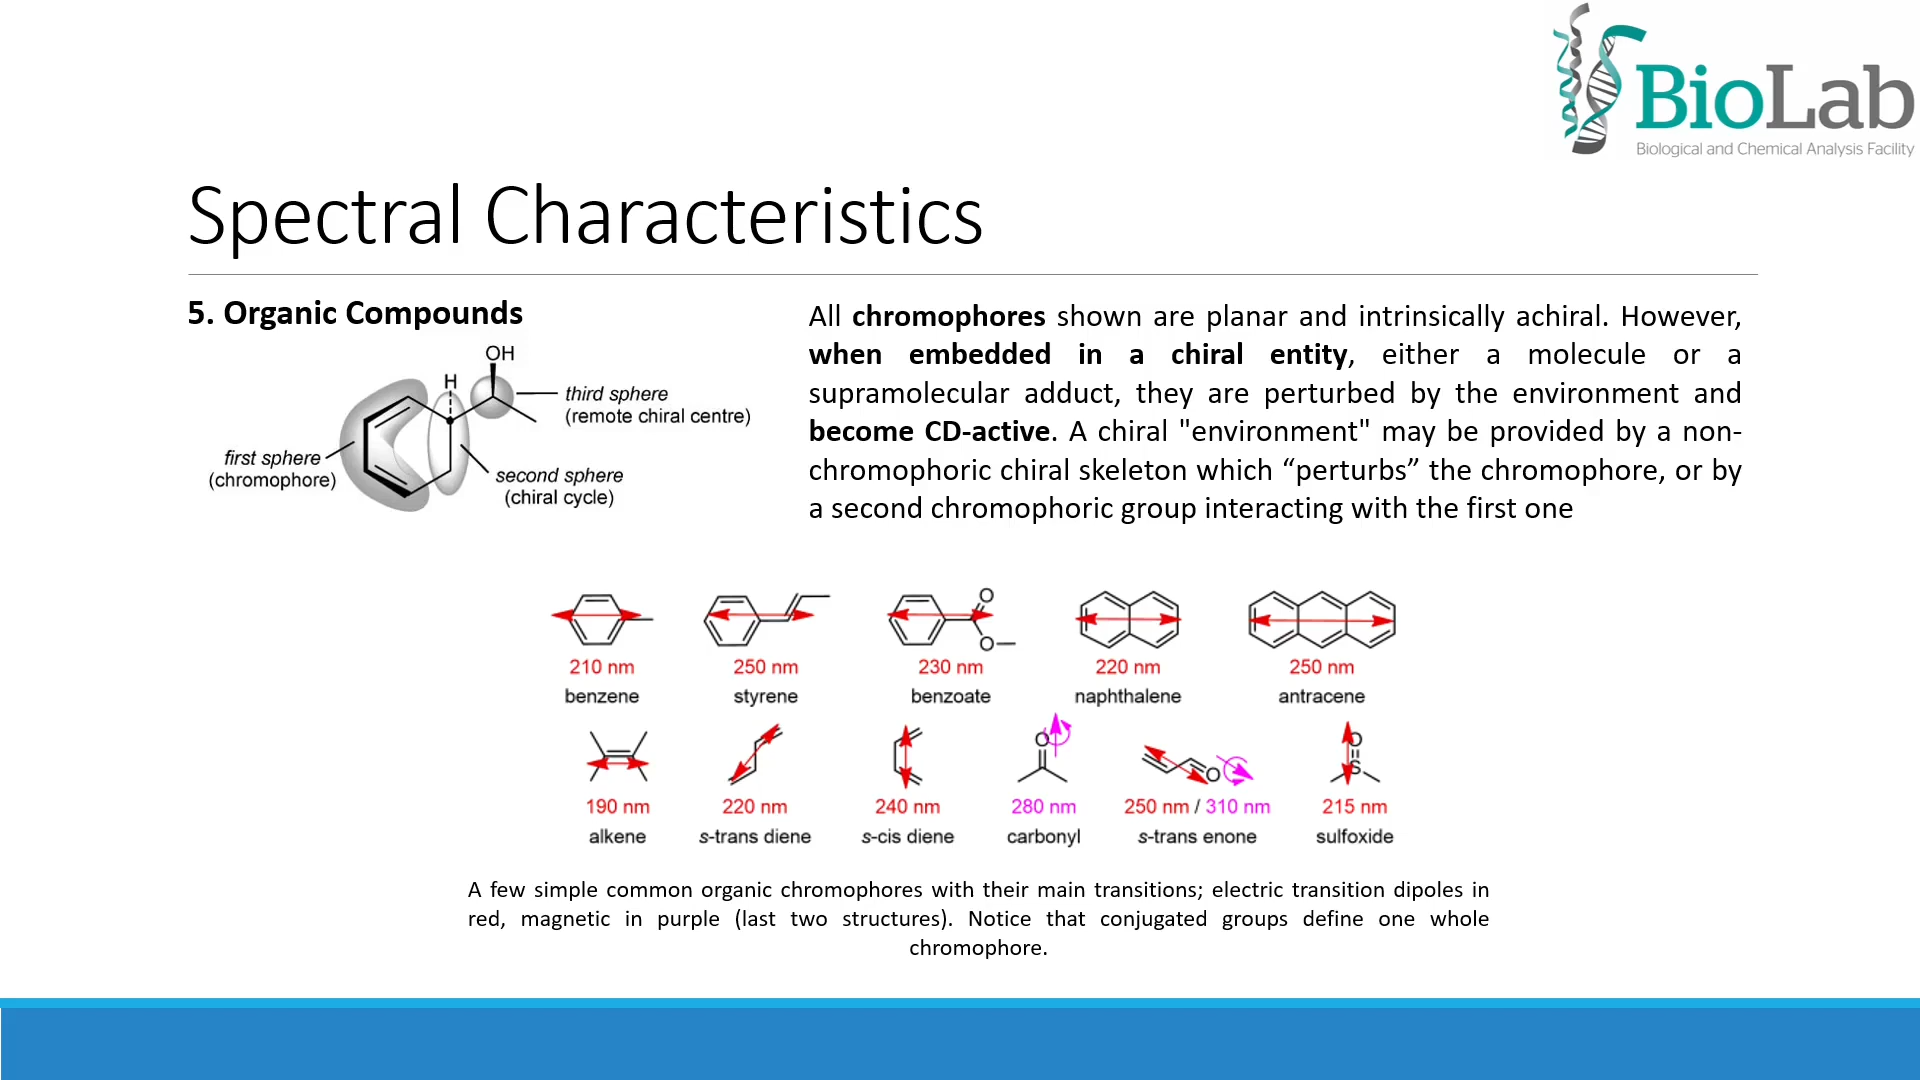 BioLab
Biological and Chemical Analysis Facility
Spectral Characteristics
5. Organic Compounds
OH
H
third sphere
(remote chiral centre)
first sphere
(chromophore)
second sphere
(chiral cycle)
All chromophores shown are planar and intrinsically achiral. However,
when embedded in a chiral entity, either a molecule or a
supramolecular adduct, they are perturbed by the environment and
become CD-active. A chiral "environment" may be provided by a non-
chromophoric chiral skeleton which “perturbs” the chromophore, or by
a second chromophoric group interacting with the first one
O
O
210 nm 250 nm 230 nm 220 nm 250 nm
benzene styrene benzoate naphthalene antracene
O O O
S
190 nm 220 nm 240 nm 280 nm 250 nm / 310 nm 215 nm
alkene s-trans diene s-cis diene carbonyl s-trans enone sulfoxide
A few simple common organic chromophores with their main transitions; electric transition dipoles in
red, magnetic in purple (last two structures). Notice that conjugated groups define one whole
chromophore.